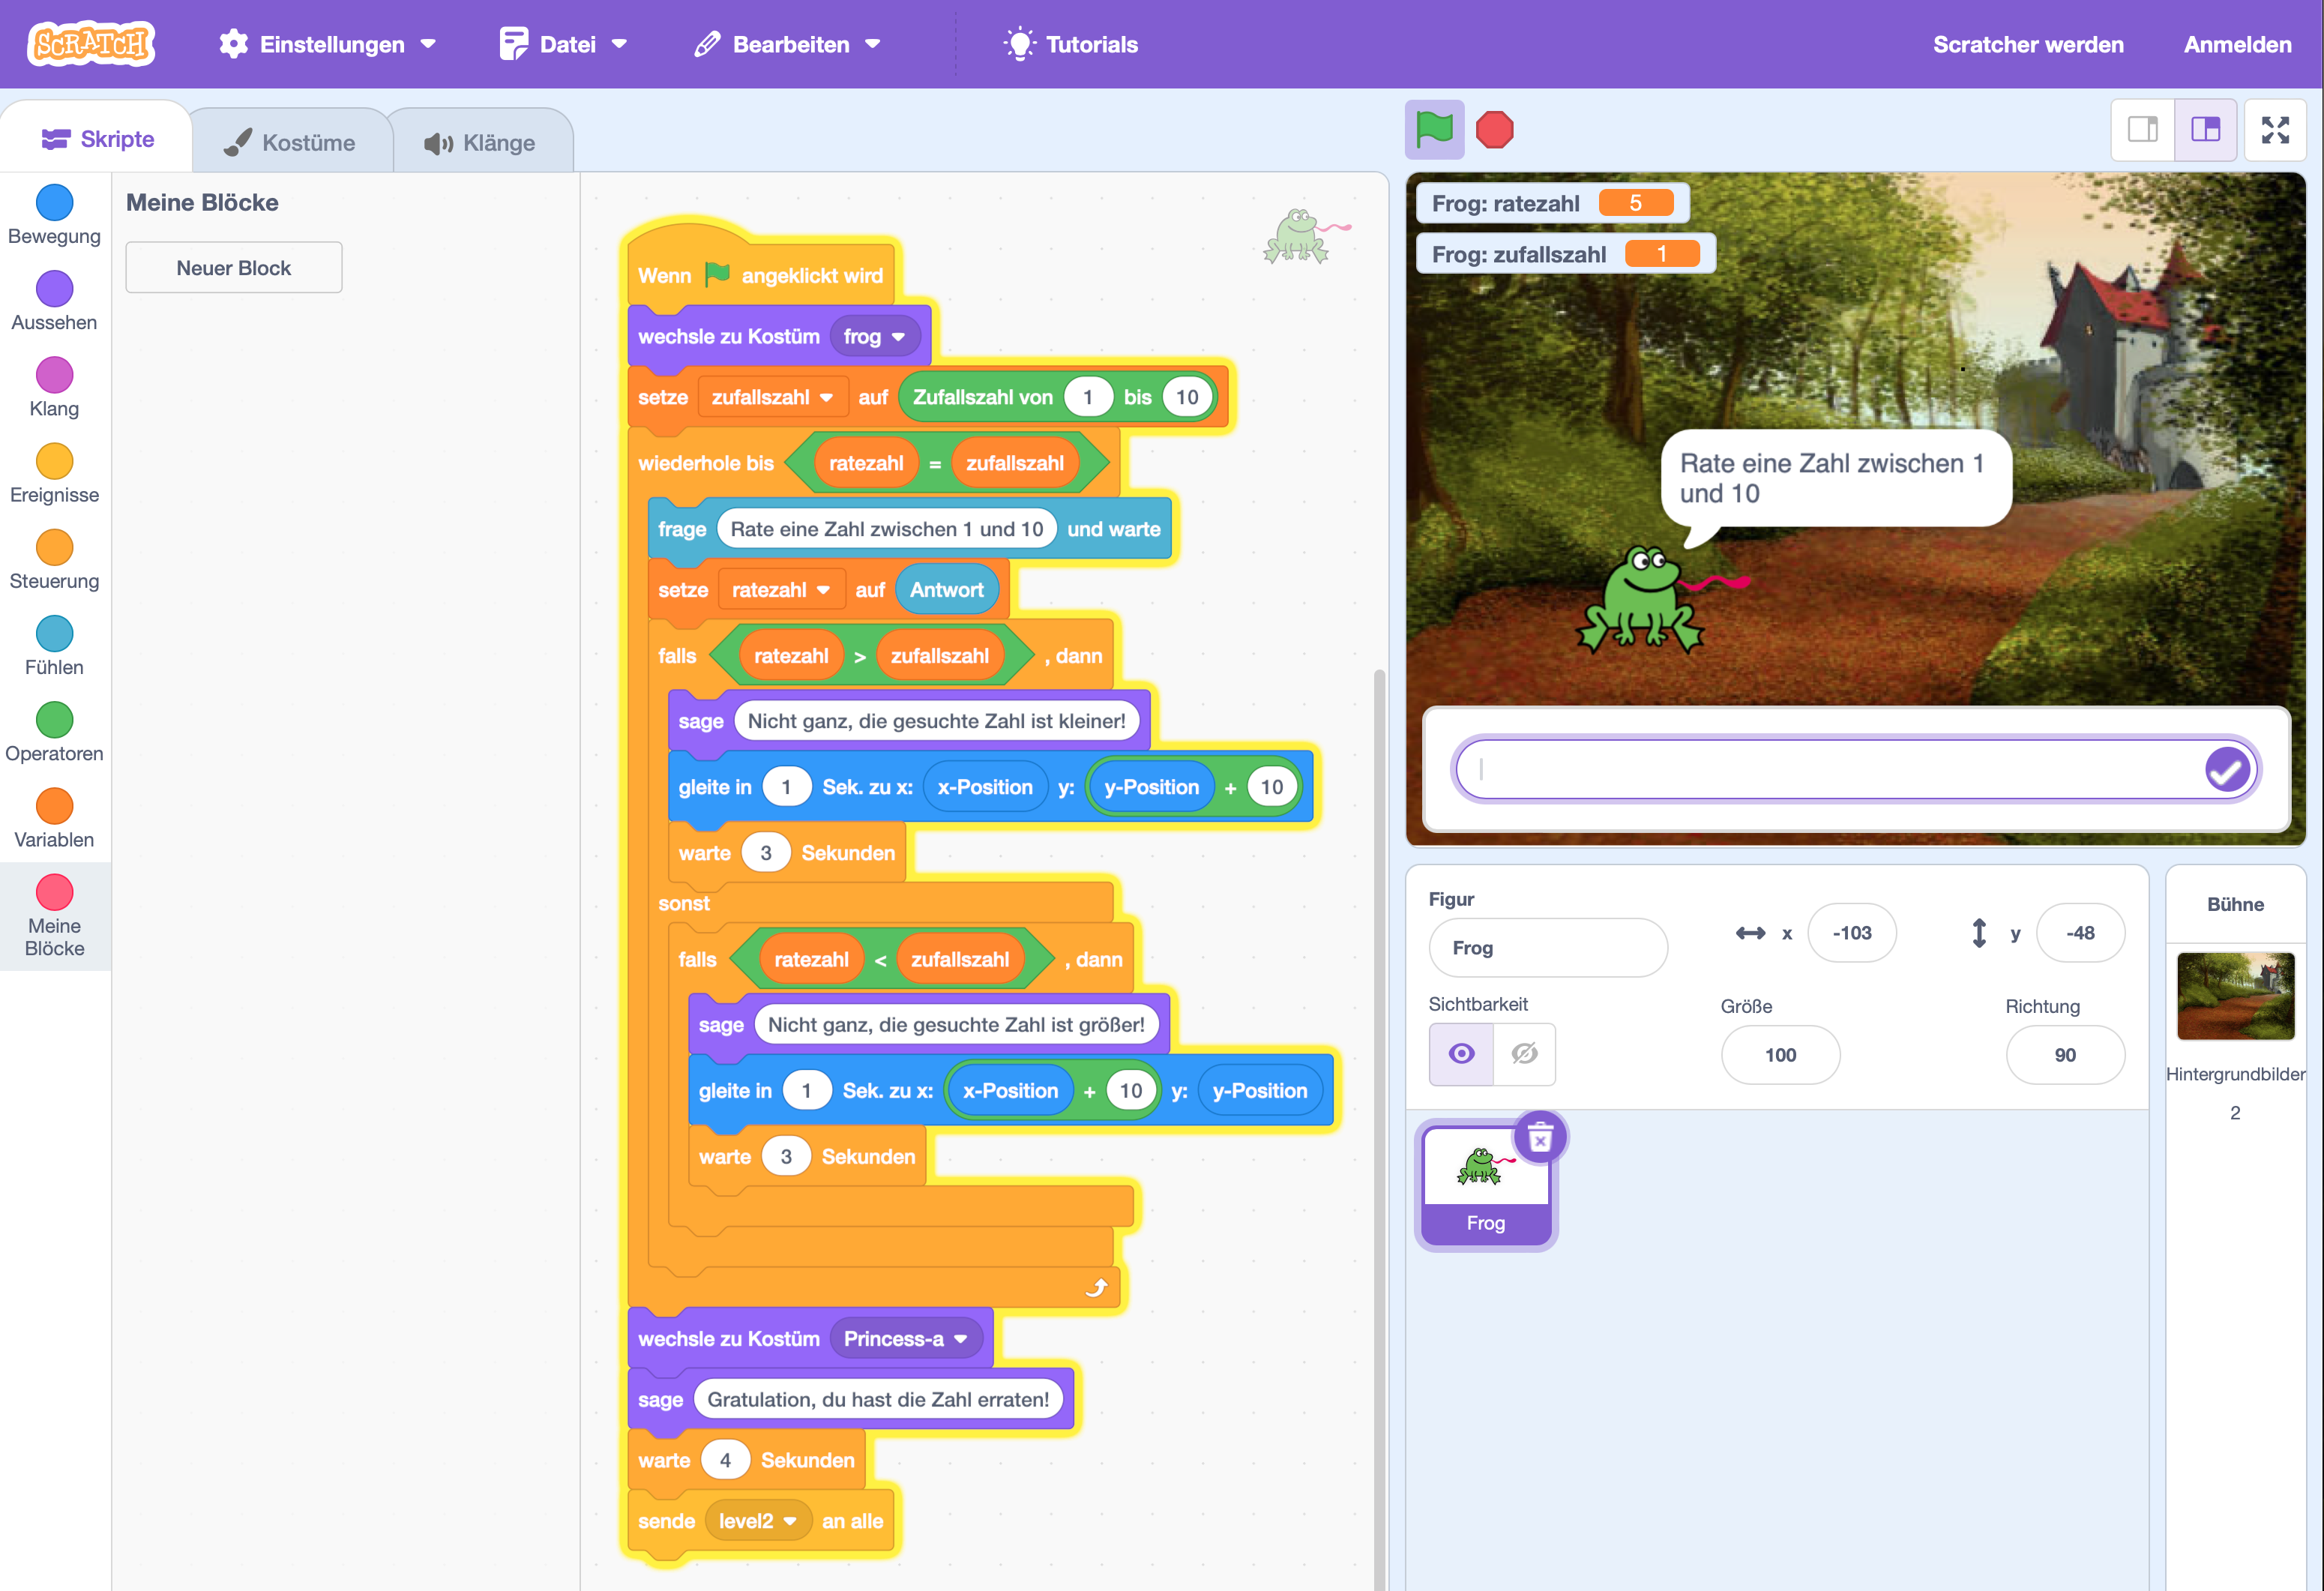 SCRATCH
Einstellungen
Datei
Bearbeiten
Tutorials
Scratcher werden
Anmelden
Skripte
Kostüme
Klänge
Bewegung
Aussehen
Klang
Ereignisse
Steuerung
Fühlen
Operatoren
Variablen
Meine
Blöcke
Meine Blöcke
Neuer Block
Wenn angeklickt wird
wechsle zu Kostüm frog
setze zufallszahl auf Zufallszahl von 1 bis 10
wiederhole bis ratezahl = zufallszahl
frage Rate eine Zahl zwischen 1 und 10 und warte
setze ratezahl auf Antwort
falls ratezahl > zufallszahl , dann
sage Nicht ganz, die gesuchte Zahl ist kleiner!
gleite in 1 Sek. zu x: x-Position y: y-Position + 10
warte 3 Sekunden
sonst
falls ratezahl < zufallszahl , dann
sage Nicht ganz, die gesuchte Zahl ist größer!
gleite in 1 Sek. zu x: x-Position + 10 y: y-Position
warte 3 Sekunden
wechsle zu Kostüm Princess-a
sage Gratulation, du hast die Zahl erraten!
warte 4 Sekunden
sende level2 an alle
Frog: ratezahl 5
Frog: zufallszahl 1
Rate eine Zahl zwischen 1
und 10
Figur
Frog
x -103
y -48
Sichtbarkeit
Größe
100
Richtung
90
Frog
Bühne
Hintergrundbilder
2